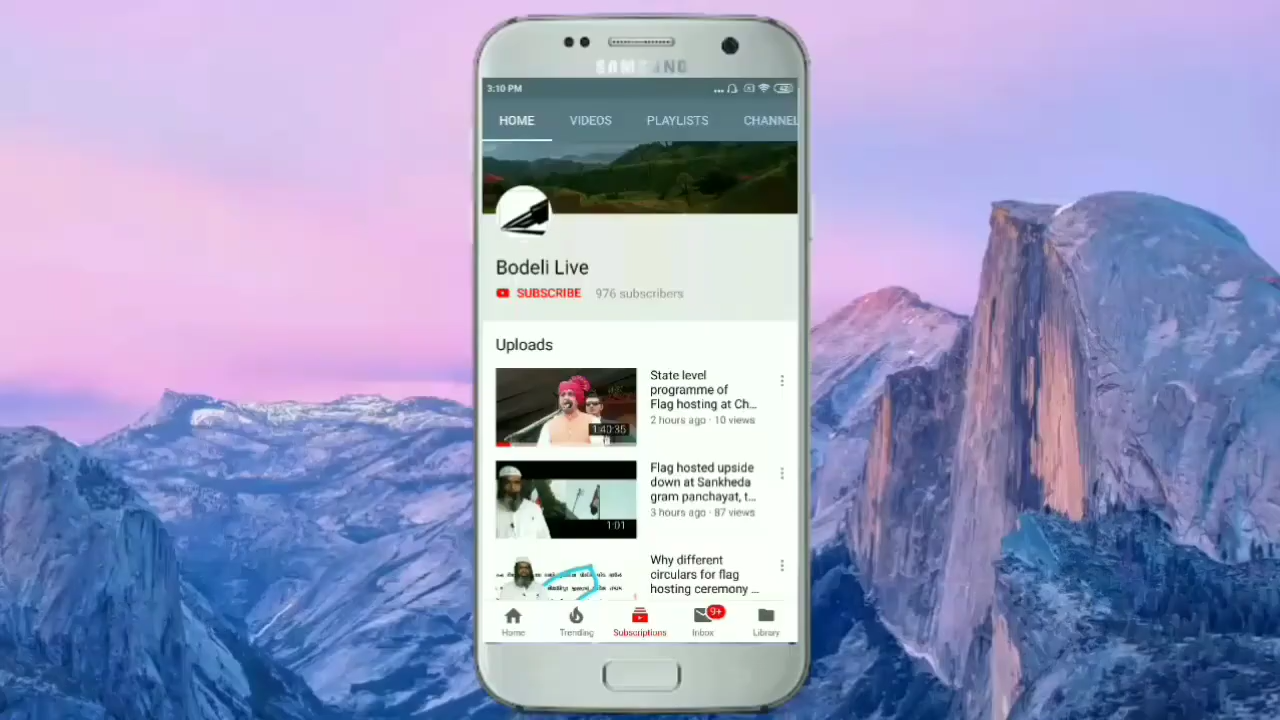 SAMSUNG
3:10 PM
HOME VIDEOS PLAYLISTS CHANNEL
Bodeli Live
SUBSCRIBE 976 subscribers
Uploads
State level
programme of
Flag hosting at Ch...
2 hours ago · 10 views
1:40:35
Flag hosted upside
down at Sankheda
gram panchayat, t...
3 hours ago · 87 views
1:01
Why different
circulars for flag
hosting ceremony ...
9+
Home Trending Subscriptions Inbox Library